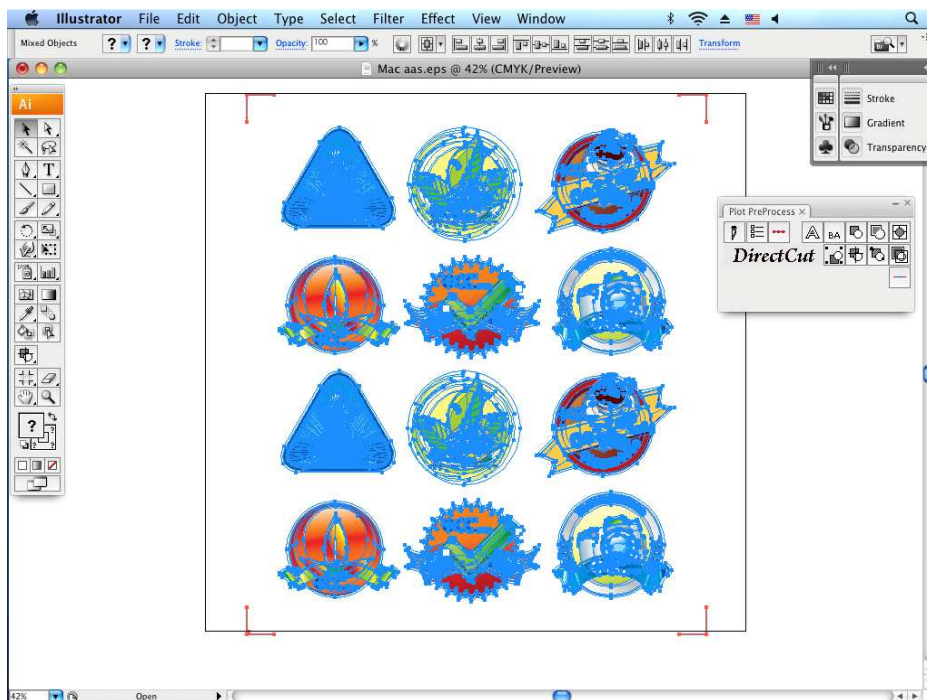 Illustrator File Edit Object Type Select Filter Effect View Window
Mixed Objects ? ? Stroke: Opacity: 100 % Transform
Mac aas.eps @ 42% (CMYK/Preview)
Ai
Stroke
Gradient
Transparency
T
Plot PreProcess ×
A BA
DirectCut
?
? ?
42% Open